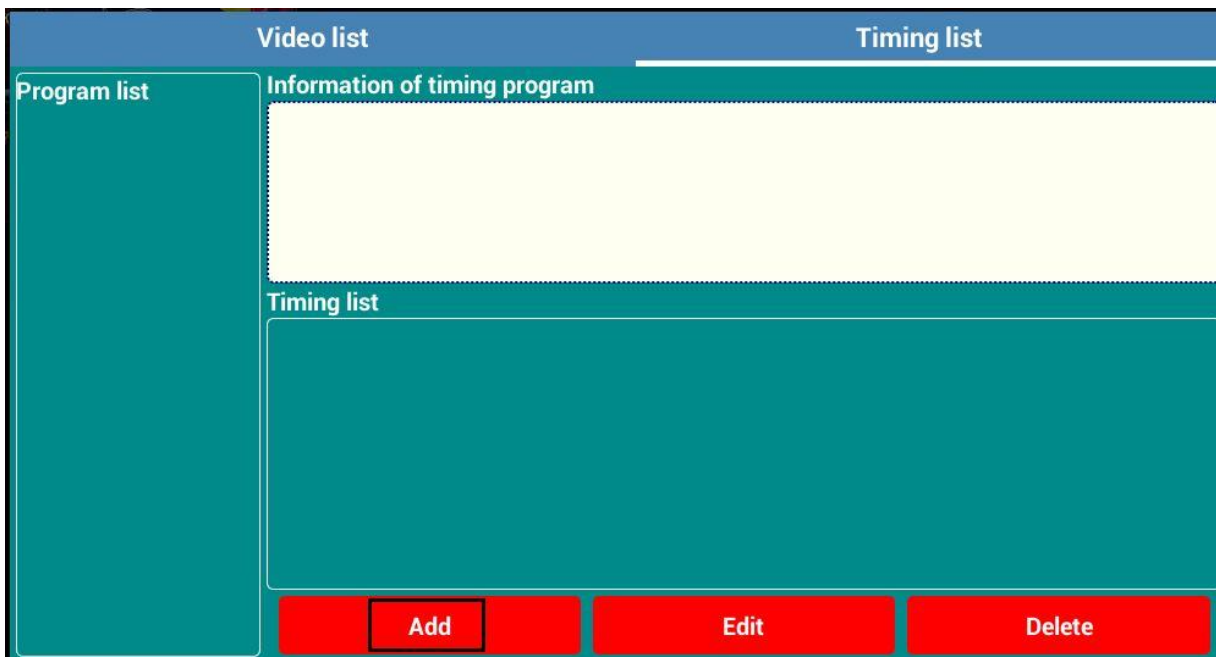 Video list
Timing list
Program list
Information of timing program
Timing list
Add
Edit
Delete